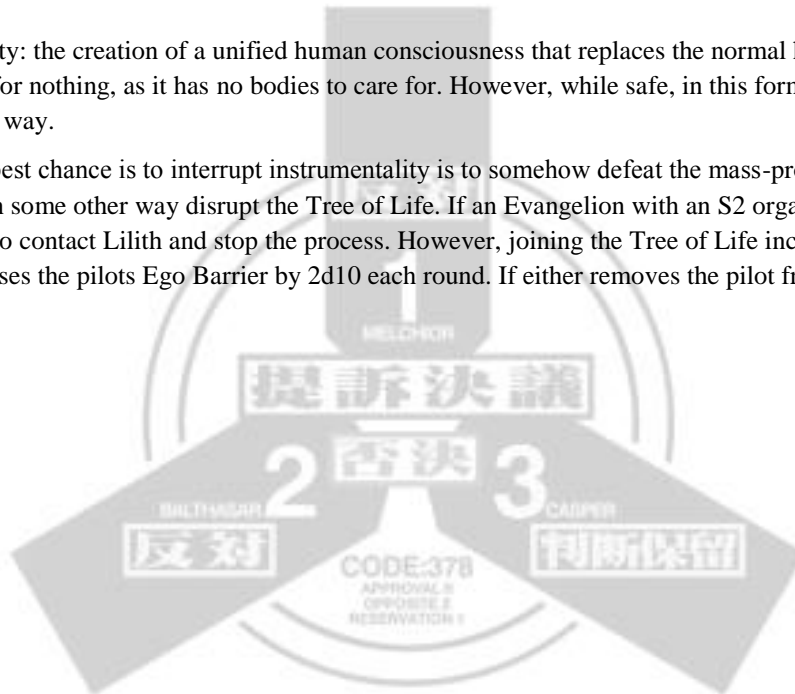 ty: the creation of a unified human consciousness that replaces the normal
for nothing, as it has no bodies to care for. However, while safe, in this form
way.
best chance is to interrupt instrumentality is to somehow defeat the mass-pro
n some other way disrupt the Tree of Life. If an Evangelion with an S2 orga
o contact Lilith and stop the process. However, joining the Tree of Life inc
ses the pilots Ego Barrier by 2d10 each round. If either removes the pilot fr
1
MELCHIOR
提訴決議
否決
BALTHASAR 2
3 CASPER
反対
判断保留
CODE:378
APPROVAL 0
OPPOSITE 2
RESERVATION 1